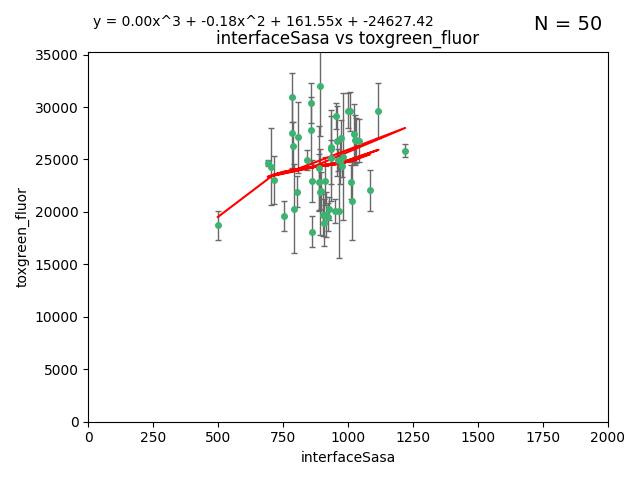 y = 0.00x^3 + -0.18x^2 + 161.55x + -24627.42
N = 50
interfaceSasa vs toxgreen_fluor
35000
30000
25000
20000
15000
10000
5000
0
toxgreen_fluor
0 250 500 750 1000 1250 1500 1750 2000
interfaceSasa